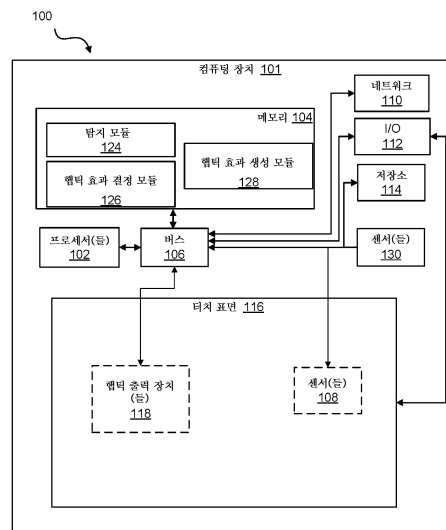 100
컴퓨팅 장치 101
메모리 104
탐지 모듈
124
햅틱 효과 결정 모듈
126
햅틱 효과 생성 모듈
128
네트워크
110
I/O
112
저장소
114
프로세서(들)
102
버스
106
센서(들)
130
터치 표면 116
햅틱 출력 장치
(들)
118
센서(들)
108